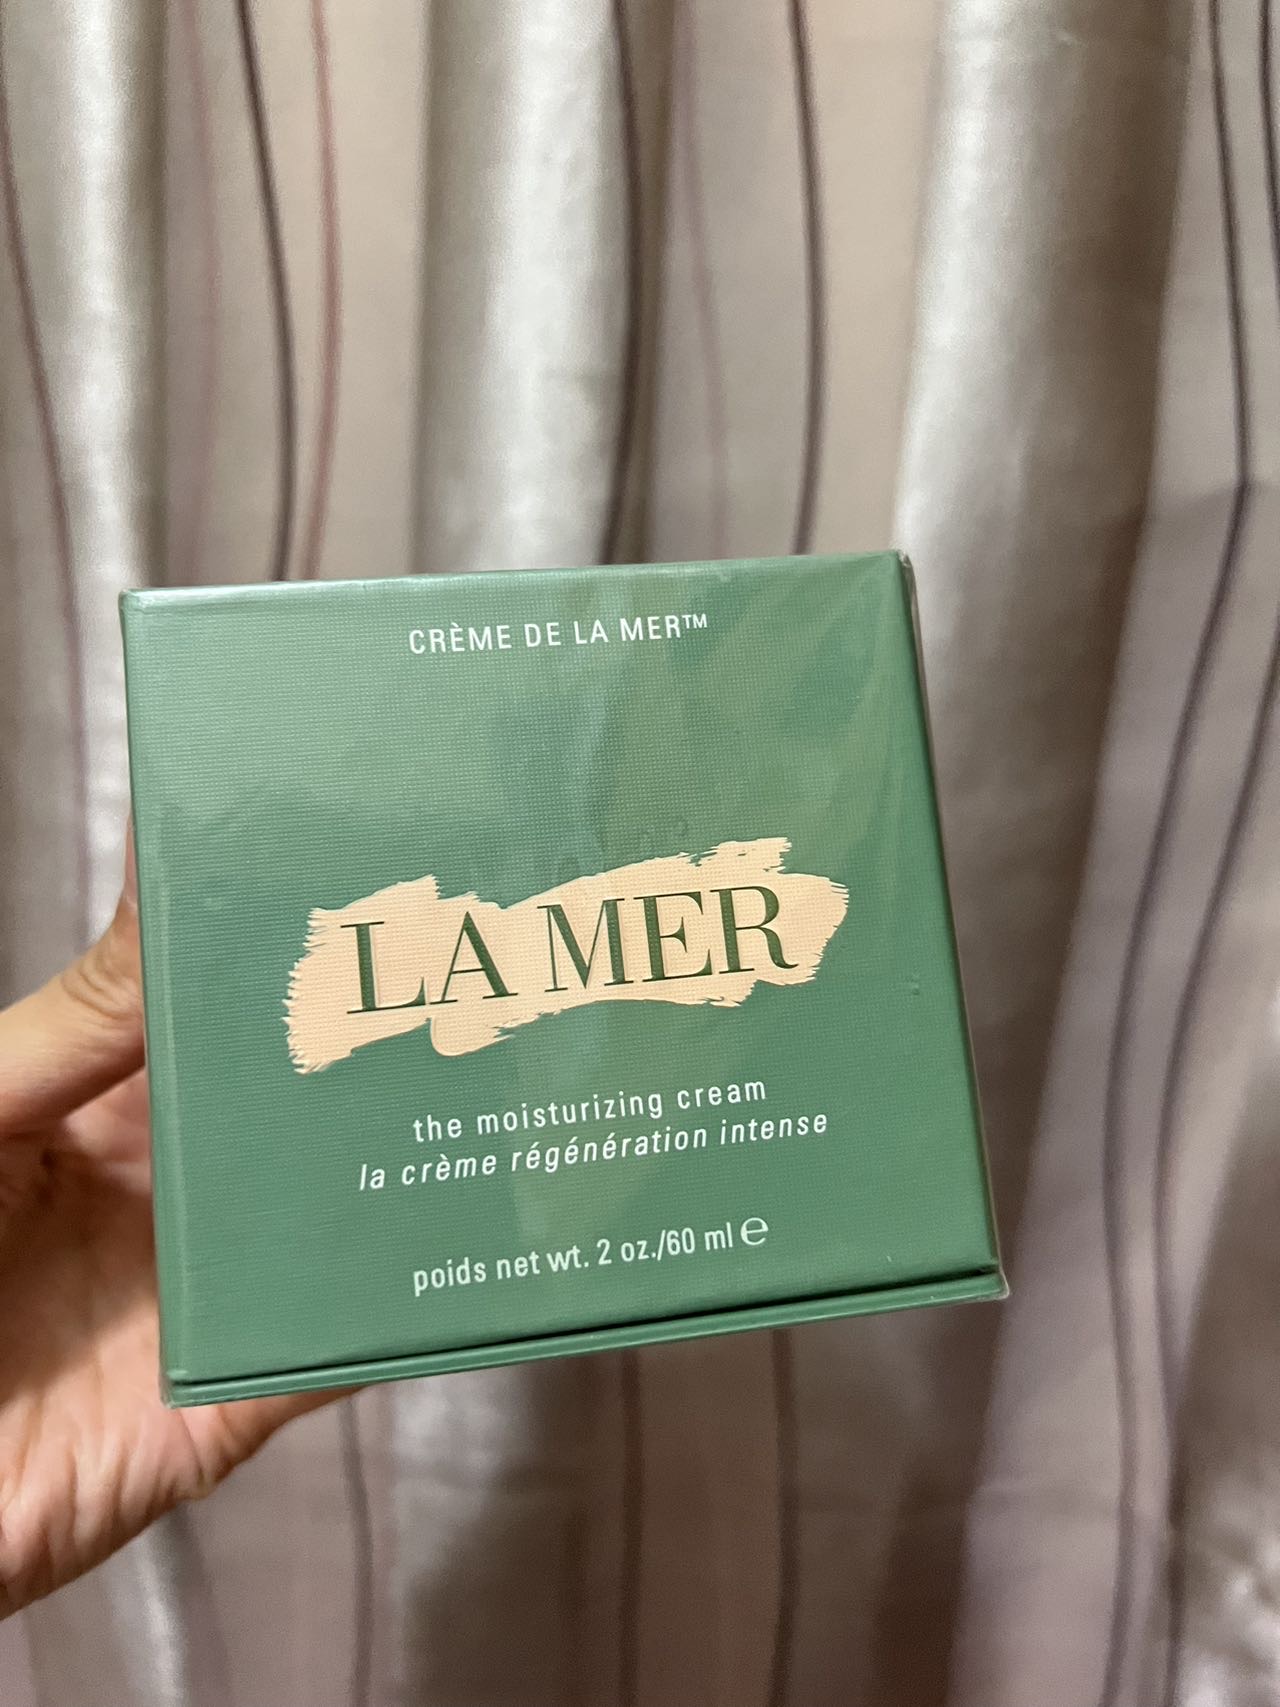 CRÈME DE LA MER™
LA MER
the moisturizing cream
la crème régénération intense
poids net wt. 2 oz./60 ml ℮